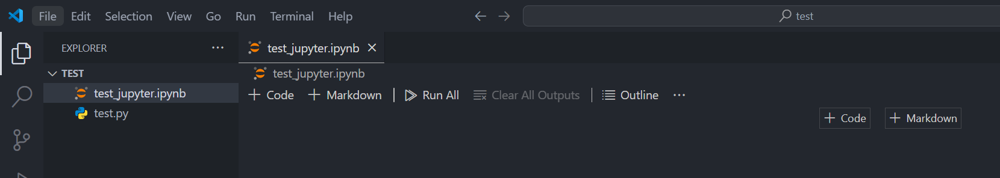 File Edit Selection View Go Run Terminal Help test
EXPLORER
test_jupyter.ipynb
TEST
test_jupyter.ipynb
test_jupyter.ipynb
Code Markdown Run All Clear All Outputs Outline
test.py
Code Markdown